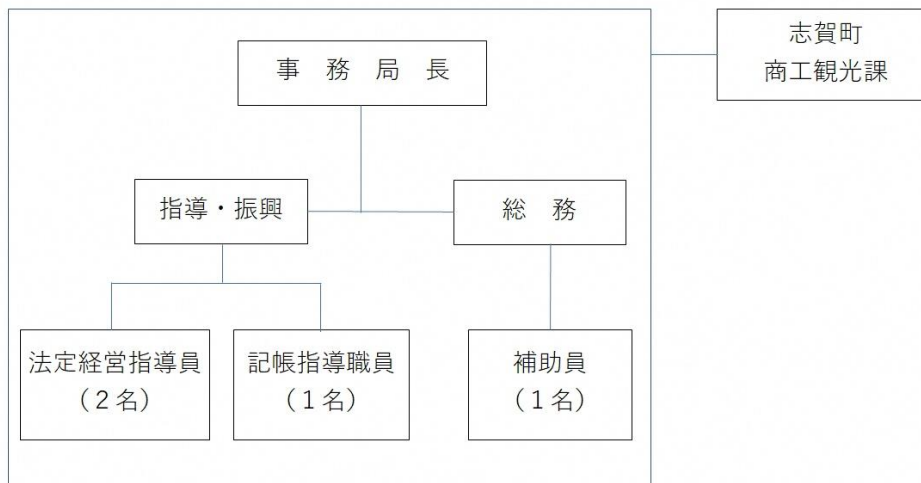 事　務　局　長
志賀町
商工観光課
指導・振興
総　務
法定経営指導員
（２名）
記帳指導職員
（１名）
補助員
（１名）